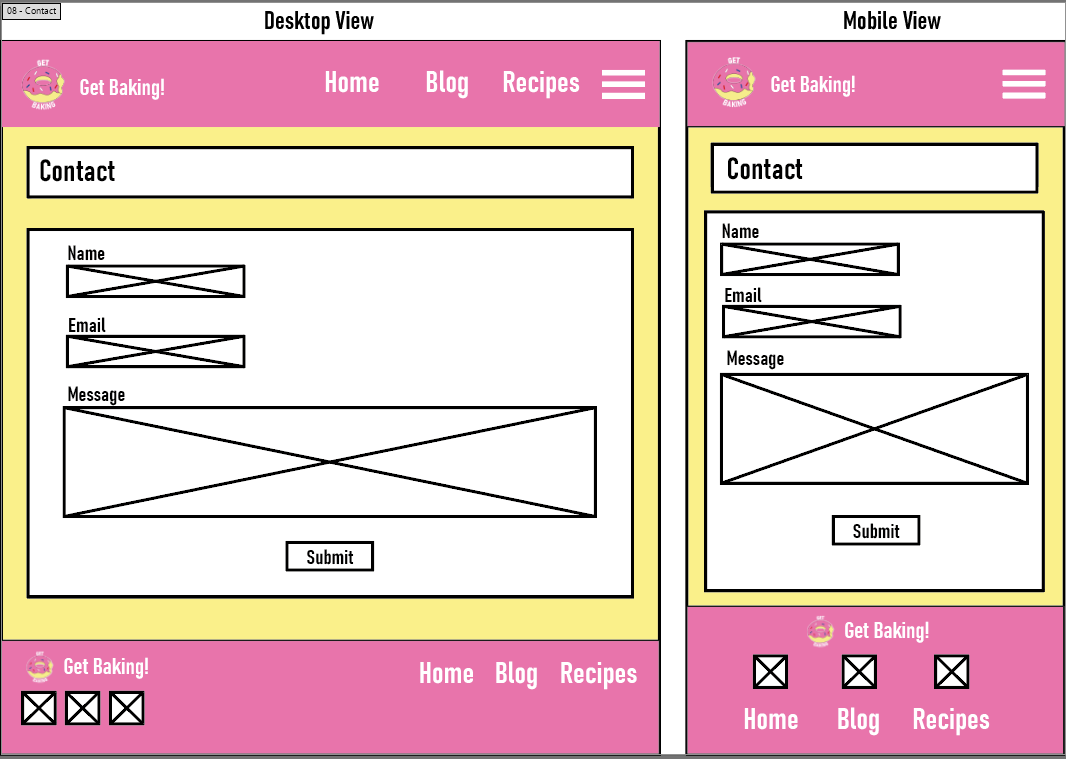 08 - Contact
Desktop View
GET
BAKING
Get Baking!
Home Blog Recipes
Contact
Name
Email
Message
Submit
GET
BAKING
Get Baking!
Home Blog Recipes
Mobile View
GET
BAKING
Get Baking!
Contact
Name
Email
Message
Submit
GET
BAKING
Get Baking!
Home Blog Recipes